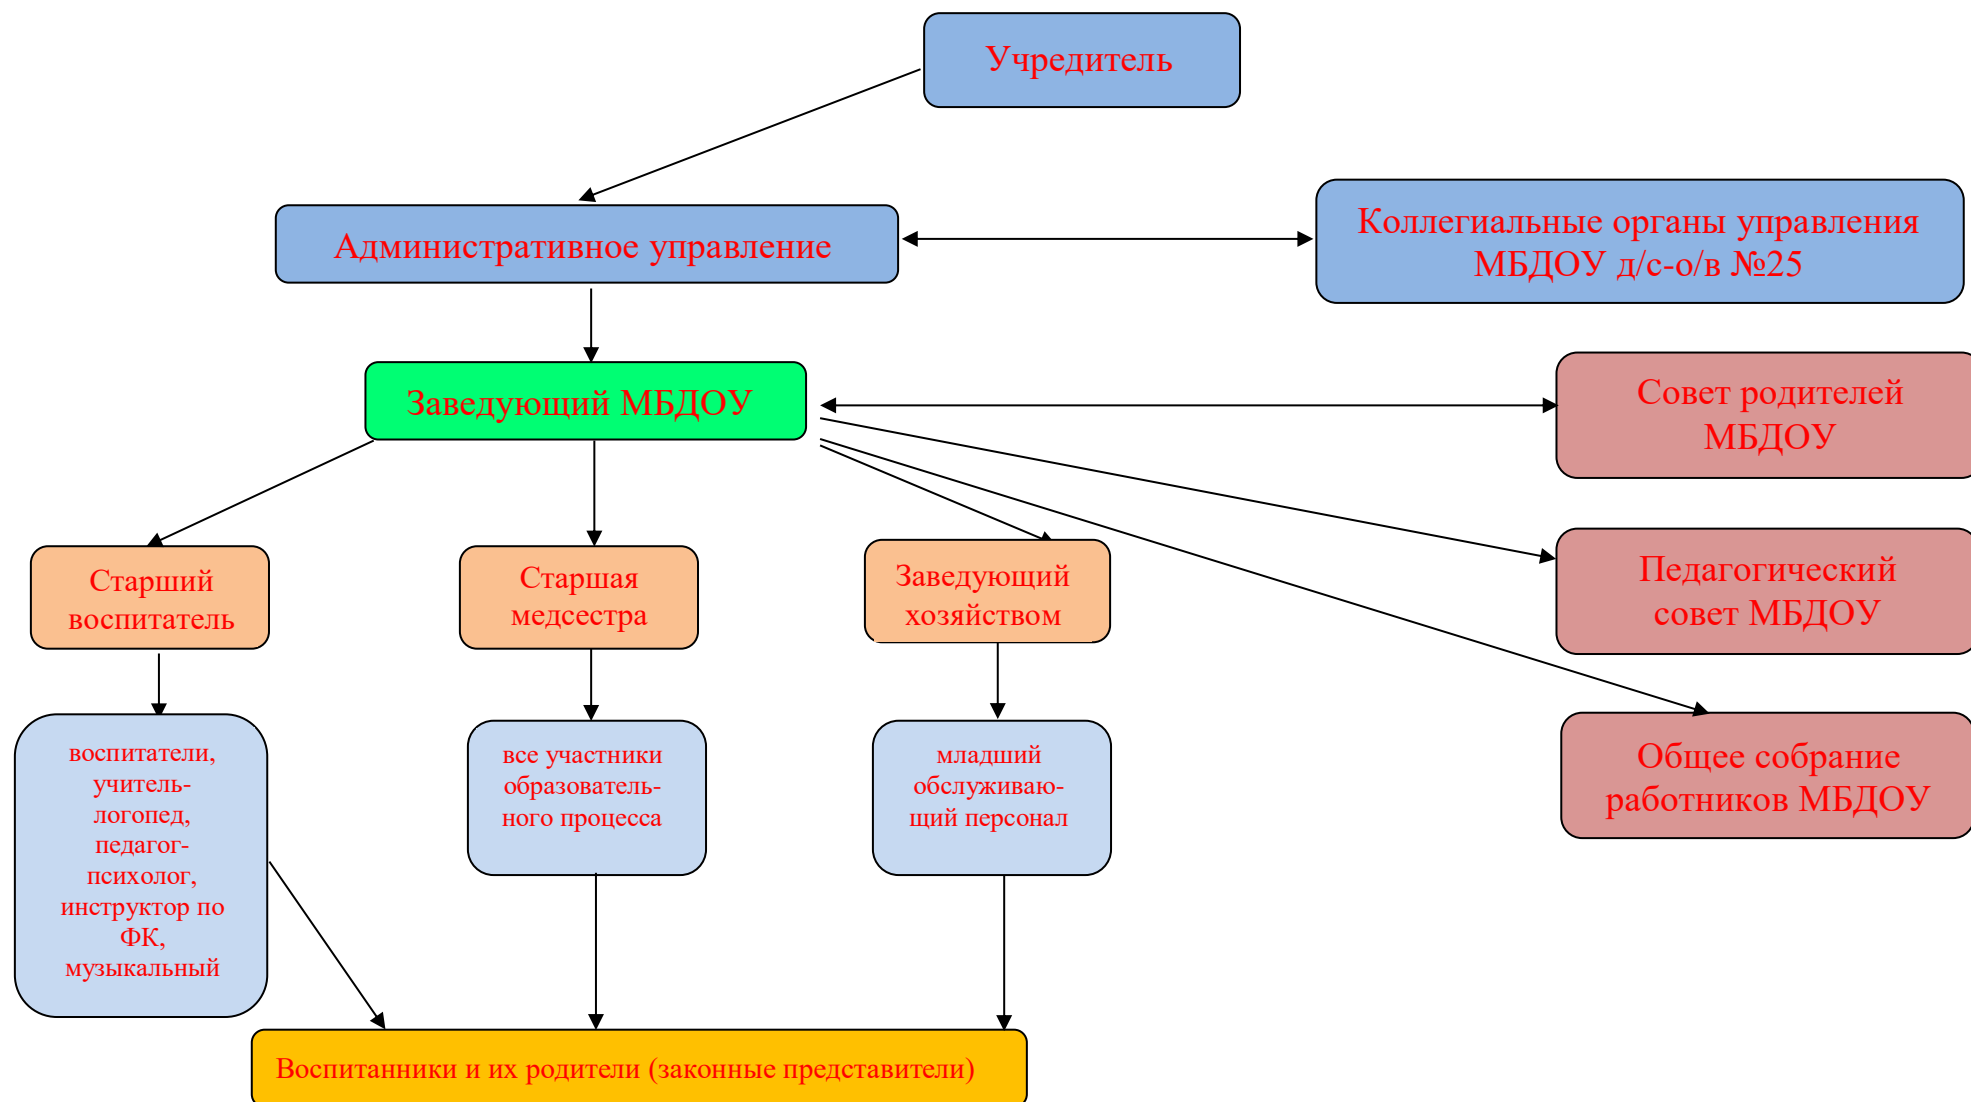 Учредитель
Административное управление
Коллегиальные органы управления
МБДОУ д/с-о/в №25
Заведующий МБДОУ
Совет родителей
МБДОУ
Старший
воспитатель
Старшая
медсестра
Заведующий
хозяйством
Педагогический
совет МБДОУ
воспитатели,
учитель-
логопед,
педагог-
психолог,
инструктор по
ФК,
музыкальный
все участники
образователь-
ного процесса
младший
обслуживаю-
щий персонал
Общее собрание
работников МБДОУ
Воспитанники и их родители (законные представители)